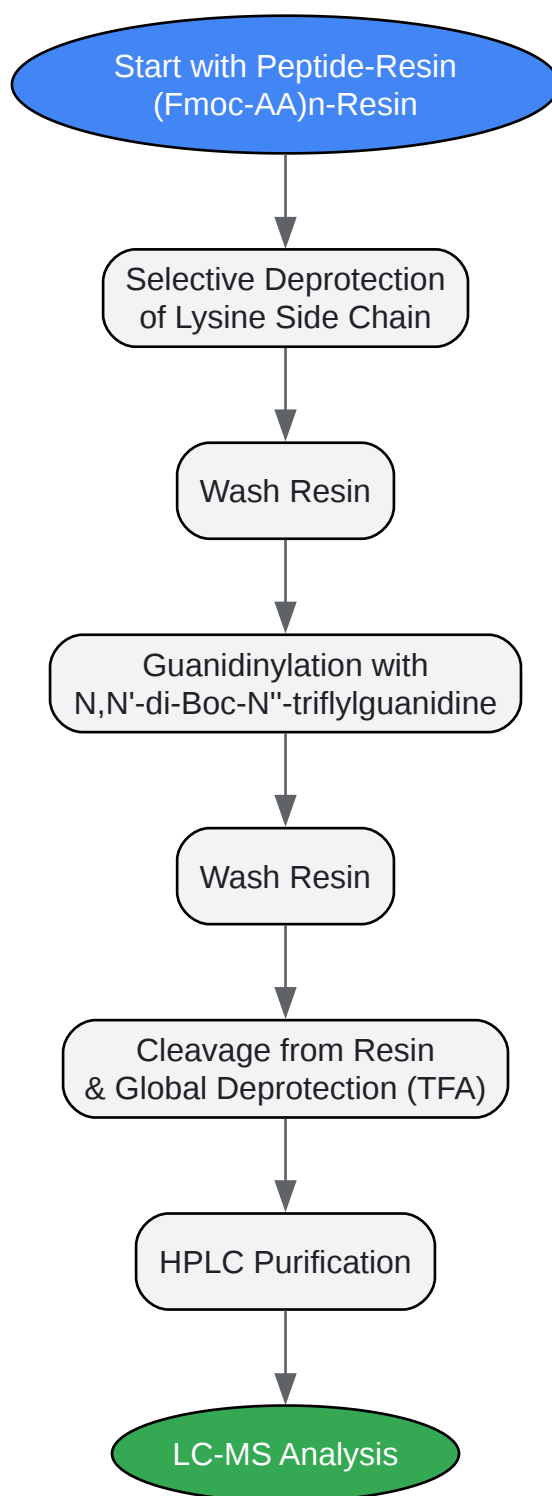 Start with Peptide-Resin
(Fmoc-AA)n-Resin
Selective Deprotection
of Lysine Side Chain
Wash Resin
Guanidinylation with
N,N'-di-Boc-N''-triflylguanidine
Wash Resin
Cleavage from Resin
& Global Deprotection (TFA)
HPLC Purification
LC-MS Analysis